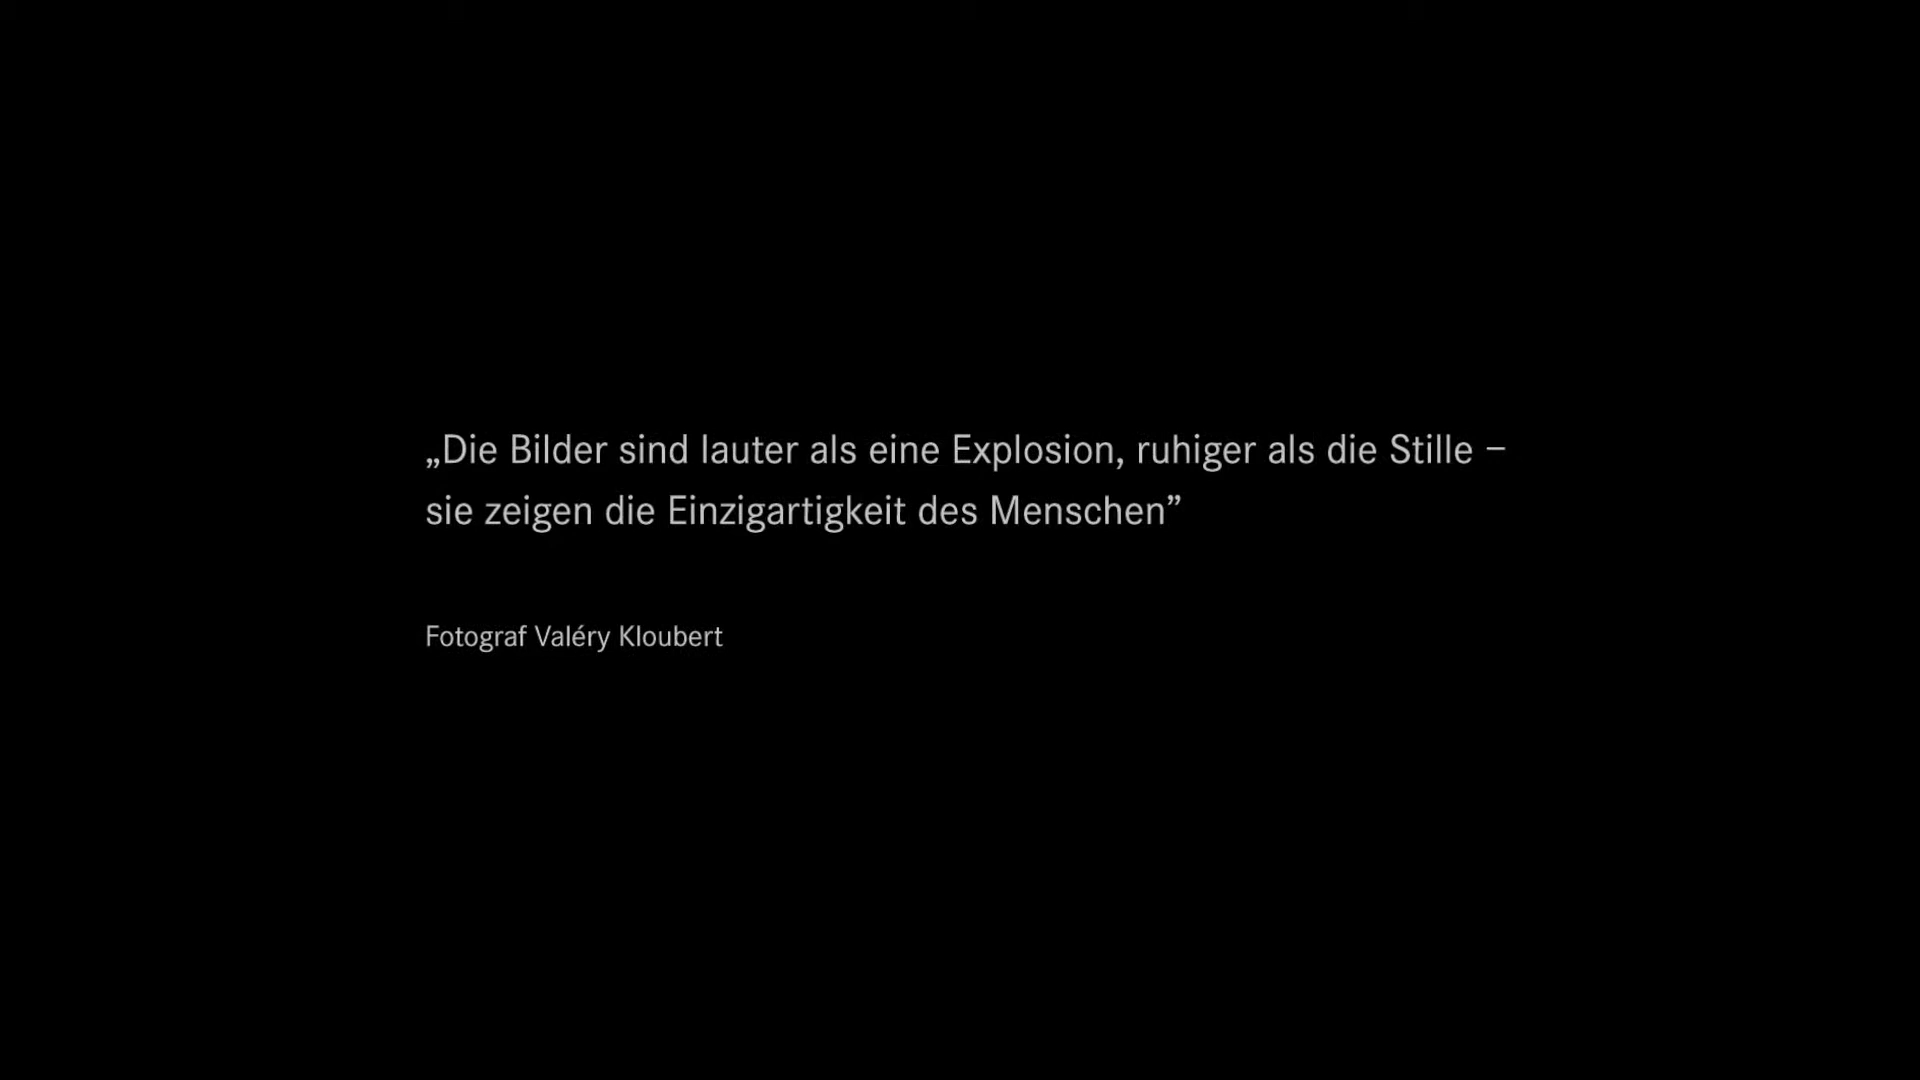 „Die Bilder sind lauter als eine Explosion, ruhiger als die Stille –
sie zeigen die Einzigartigkeit des Menschen”
Fotograf Valéry Kloubert